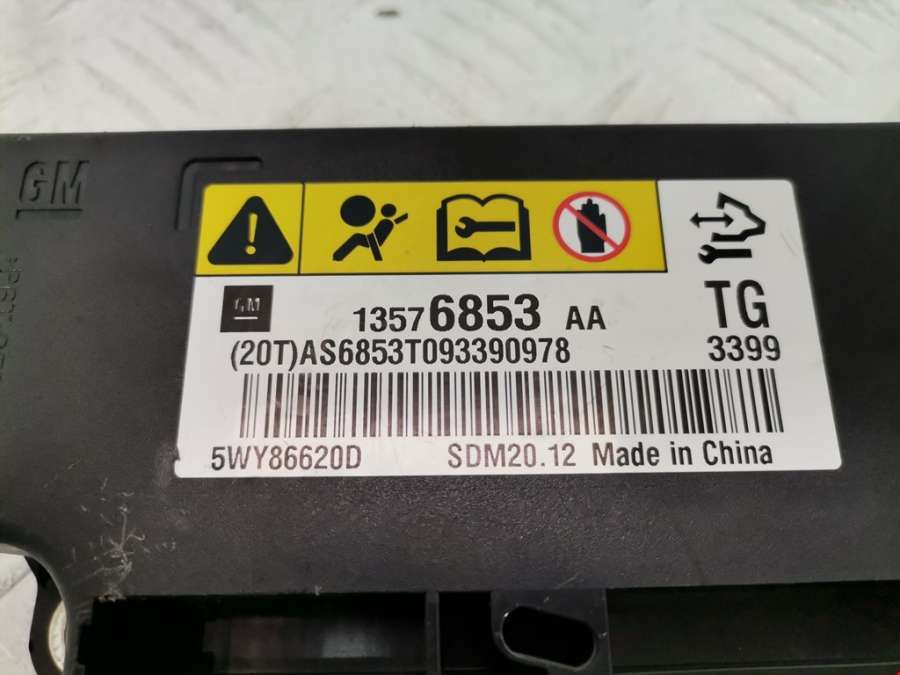 GM
GM
13576853 AA
TG
(20T)AS6853T093390978
3399
5WY86620D
SDM20.12 Made in China